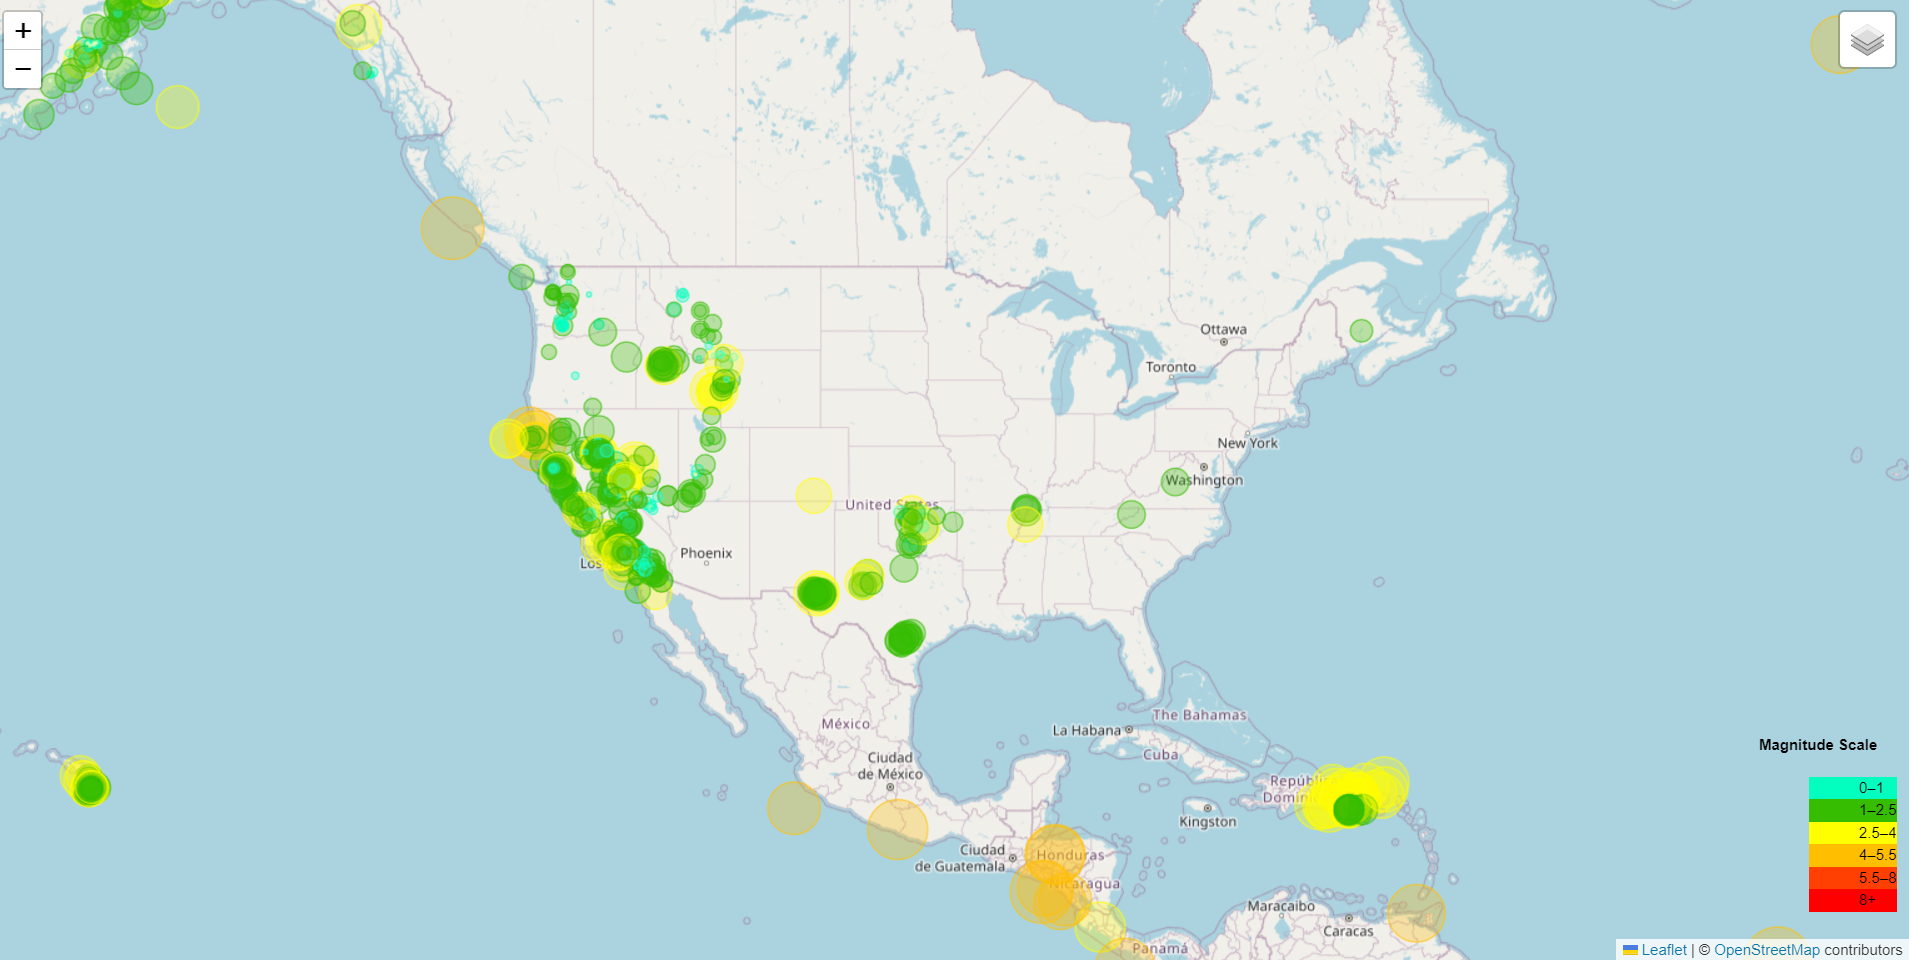 +
−
Ottawa
Toronto
New York
Washington
United States
Phoenix
Los
México
La Habana
The Bahamas
Cuba
Ciudad
de México
Magnitude Scale
0–1
1–2.5
2.5–4
4–5.5
5.5–8
8+
Kingston
Ciudad
de Guatemala
Honduras
Nicaragua
Maracaibo
Caracas
Panamá
Leaflet | © OpenStreetMap contributors